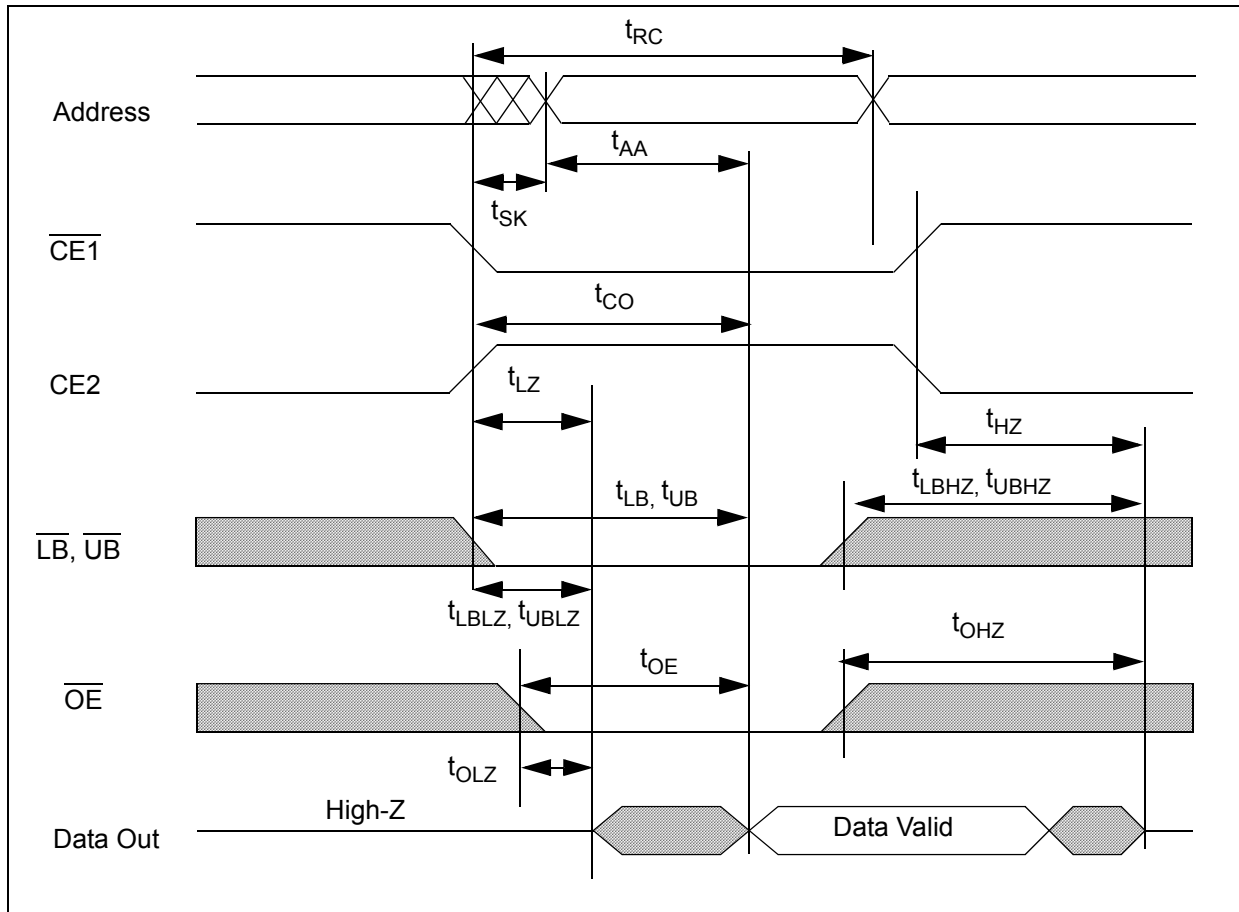 tRC
Address
tAA
tSK
CE1
tCO
CE2
tLZ
tHZ
tLBHZ, tUBHZ
tLB, tUB
LB, UB
tLBLZ, tUBLZ
tOHZ
tOE
OE
tOLZ
High-Z
Data Valid
Data Out